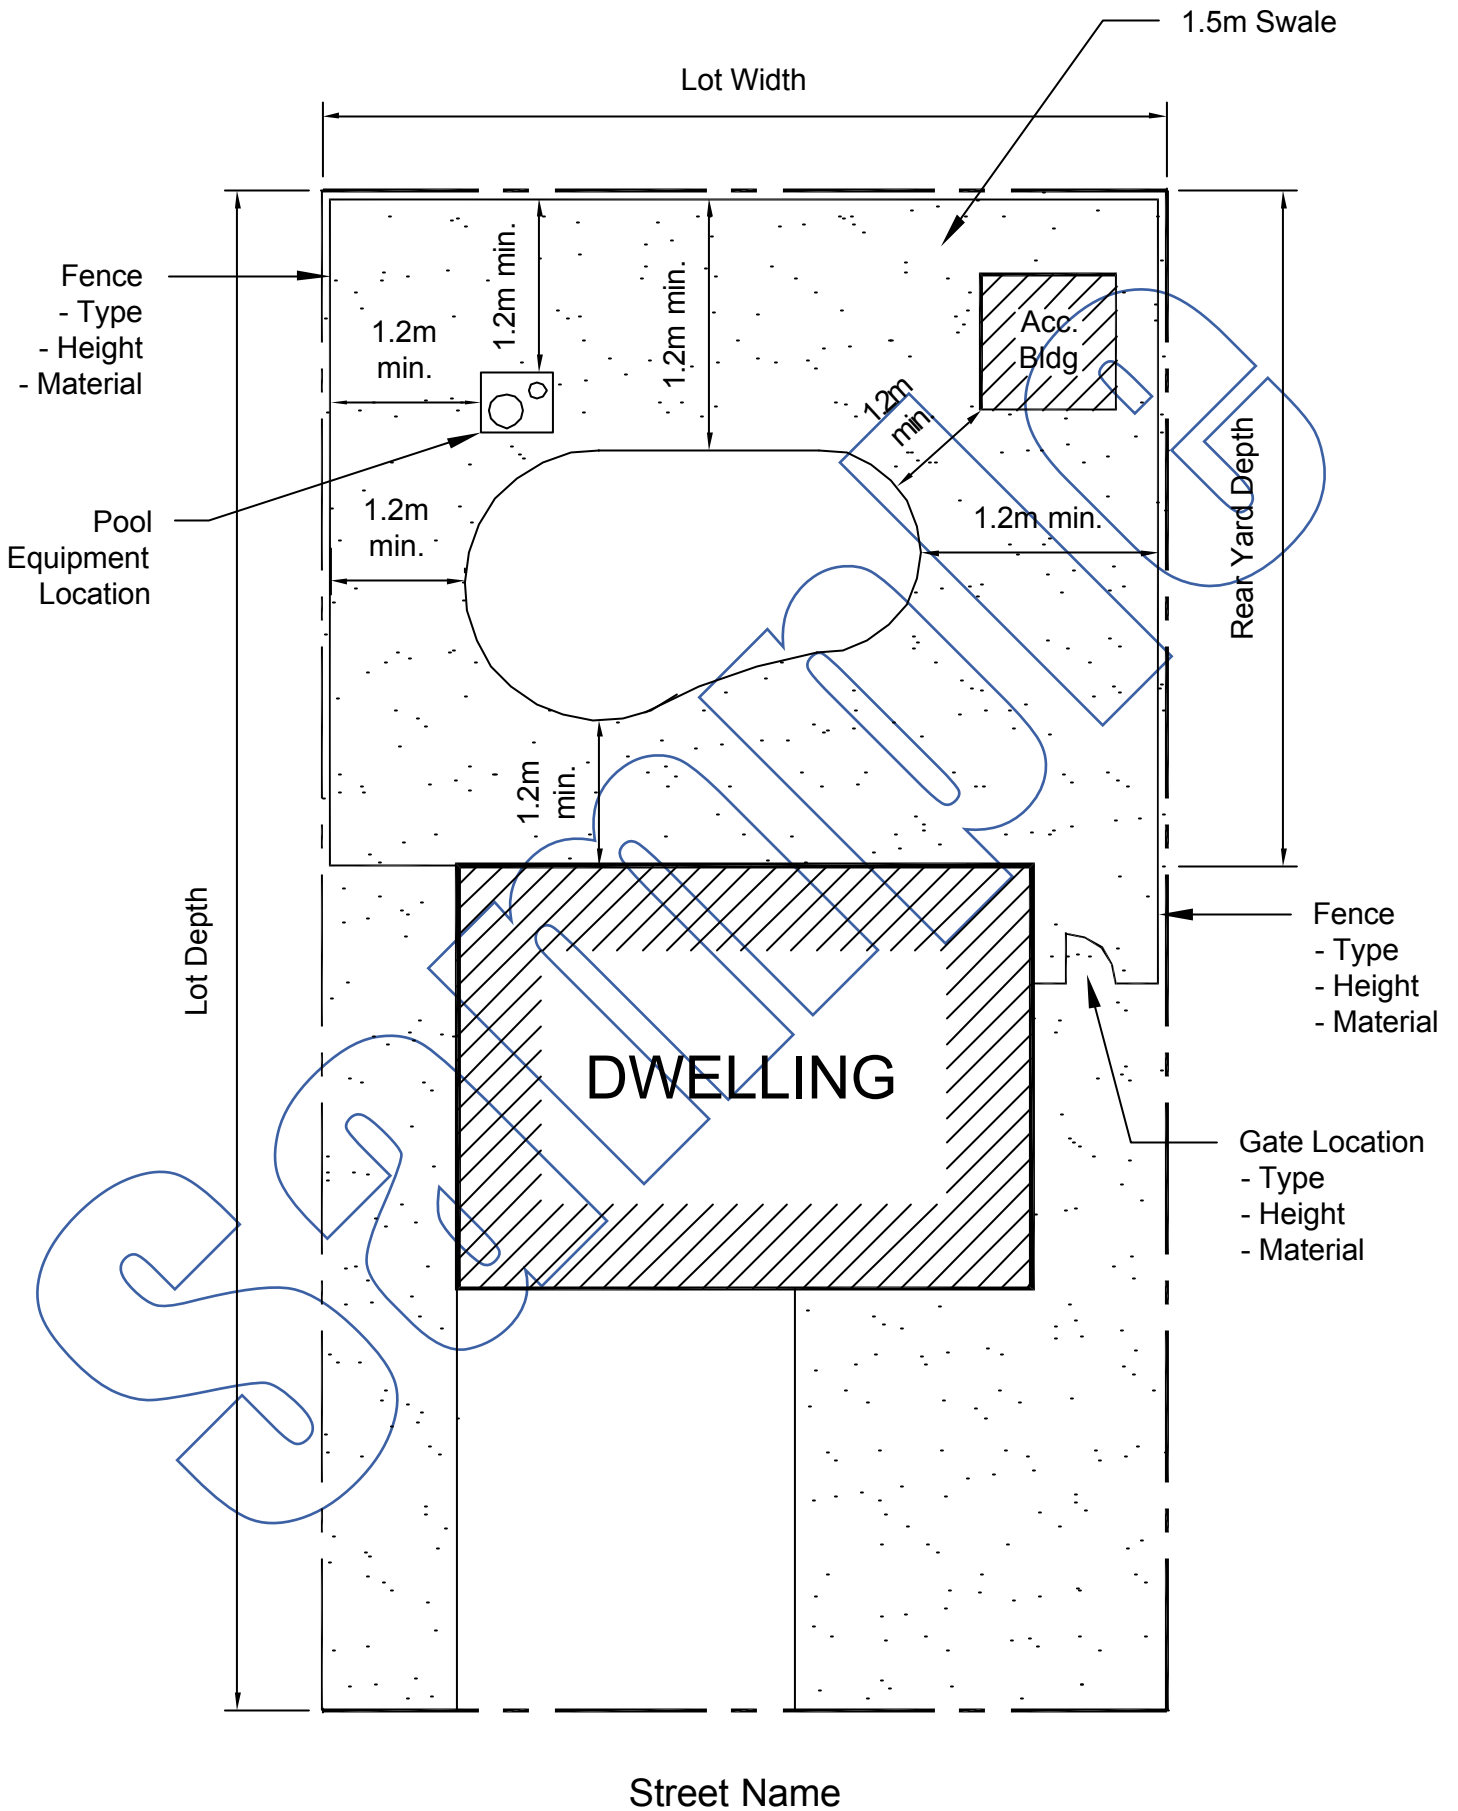 1.5m Swale
Lot Width
Fence
- Type
- Height
- Material
1.2m
min.
1.2m min.
1.2m min.
Acc.
Bldg
1.2m
min.
Rear Yard Depth
Pool
Equipment
Location
1.2m
min.
1.2m min.
1.2m
min.
Lot Depth
Fence
- Type
- Height
- Material
DWELLING
Gate Location
- Type
- Height
- Material
Sample
Street Name